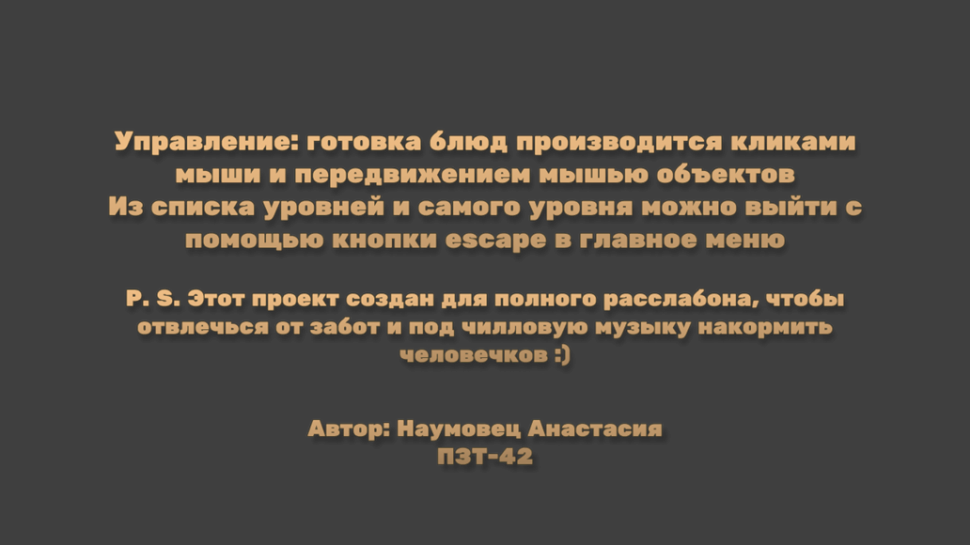 Управление: готовка блюд производится кликами
мыши и передвижением мышью объектов
Из списка уровней и самого уровня можно выйти с
помощью кнопки escape в главное меню
P. S. Этот проект создан для полного расслабона, чтобы
отвлечься от забот и под чилловую музыку накормить
человечков :)
Автор: Наумовец Анастасия
ПЗТ-42